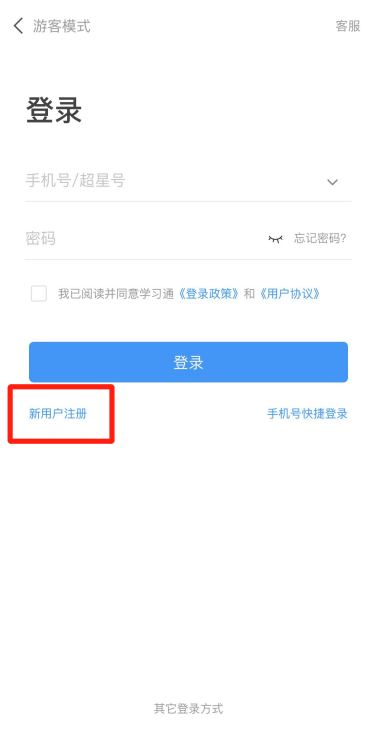 游客模式 客服
登录
手机号/超星号
密码 忘记密码?
我已阅读并同意学习通《登录政策》和《用户协议》
登录
新用户注册 手机号快捷登录
其它登录方式